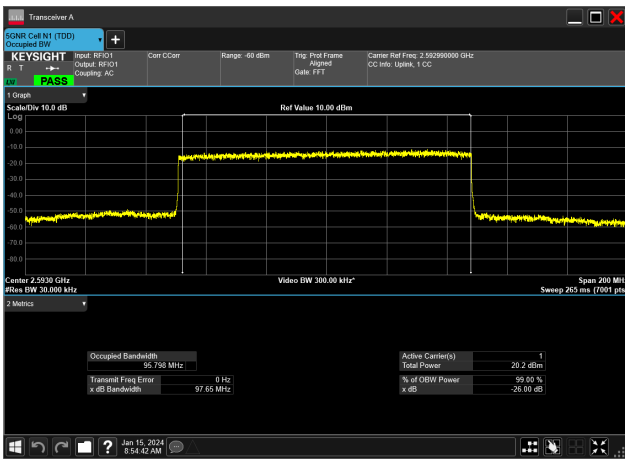 Transceiver A
5GNR Cell N1 (TDD)
Occupied BW
KEYSIGHT
R T
LXI
PASS
Input: RFIO1
Output: RFIO1
Coupling: AC
Corr CCorr
Range: -60 dBm
Trig: Prot Frame
Aligned
Gate: FFT
Carrier Ref Freq: 2.592990000 GHz
CC Info: Uplink, 1 CC
1 Graph
Scale/Div 10.0 dB
Ref Value 10.00 dBm
Log
0.00
-10.0
-20.0
-30.0
-40.0
-50.0
-60.0
-70.0
-80.0
Center 2.5930 GHz
Video BW 300.00 kHz*
Span 200 MH
#Res BW 30.000 kHz
Sweep 265 ms (7001 pts
2 Metrics
Occupied Bandwidth
95.798 MHz
Active Carrier(s) 1
Total Power 20.2 dBm
Transmit Freq Error 0 Hz
x dB Bandwidth 97.65 MHz
% of OBW Power 99.00 %
x dB -26.00 dB
?
Jan 15, 2024
8:54:42 AM